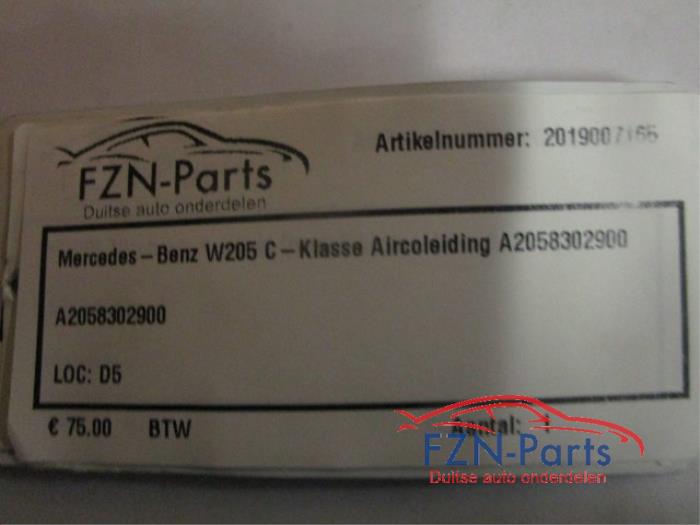 FZN-Parts
Duitse auto onderdelen
Artikelnummer: 2019007166
Mercedes-Benz W205 C-Klasse Aircoleiding A2058302900
A2058302900
LOC: D5
€ 75.00 BTW Aantal: 1
FZN-Parts
Duitse auto onderdelen